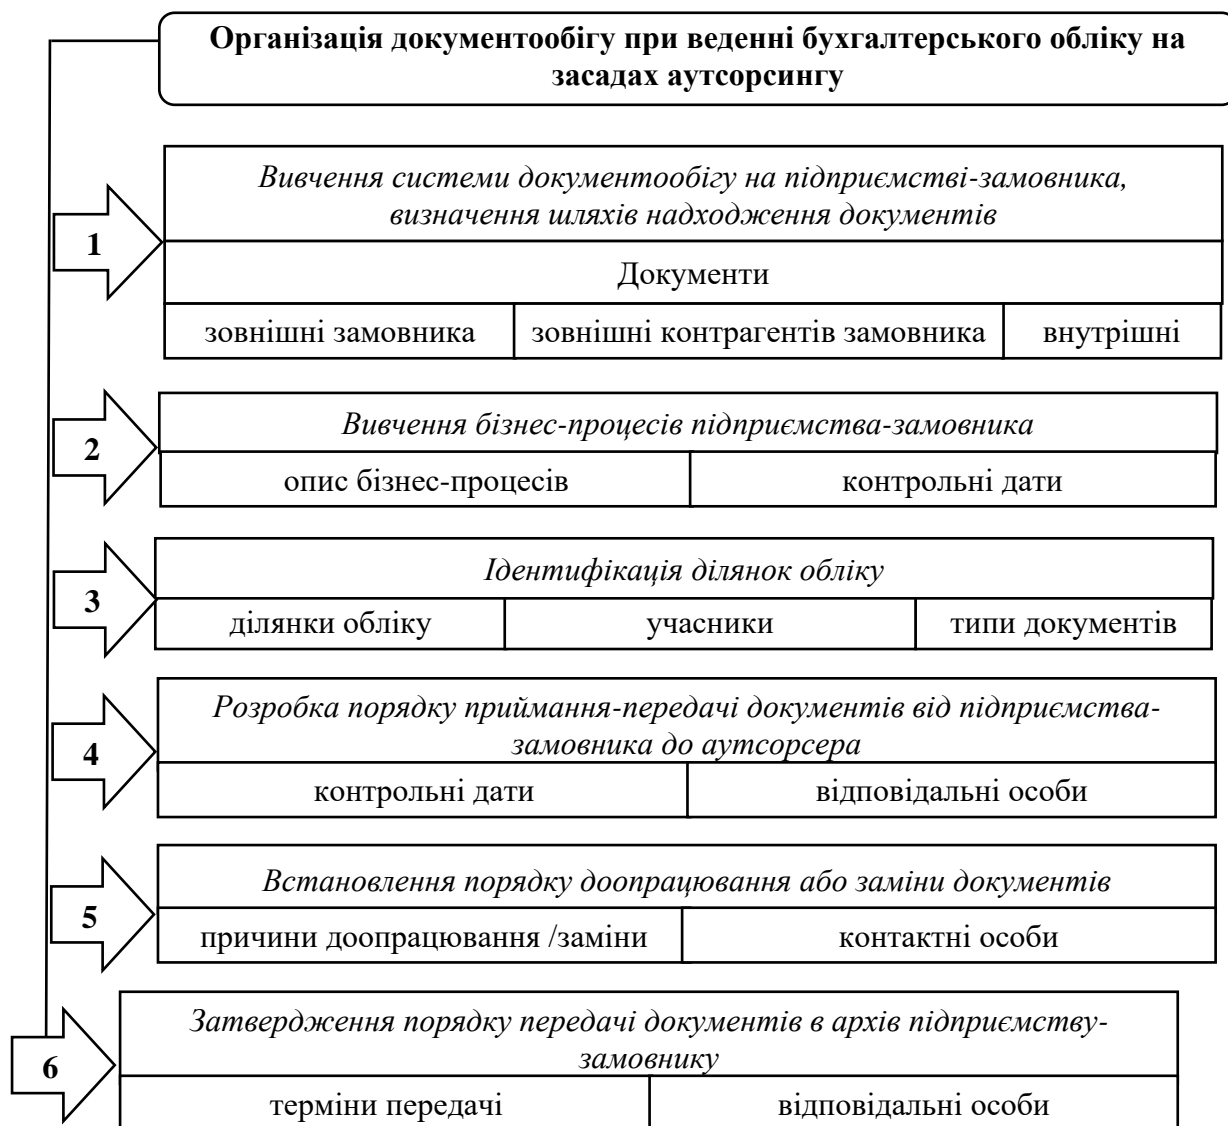 Організація документообігу при веденні бухгалтерського обліку на
засадах аутсорсингу
1
Вивчення системи документообігу на підприємстві-замовника,
визначення шляхів надходження документів
Документи
зовнішні замовника
зовнішні контрагентів замовника
внутрішні
2
Вивчення бізнес-процесів підприємства-замовника
опис бізнес-процесів
контрольні дати
3
Ідентифікація ділянок обліку
ділянки обліку
учасники
типи документів
4
Розробка порядку приймання-передачі документів від підприємства-
замовника до аутсорсера
контрольні дати
відповідальні особи
5
Встановлення порядку доопрацювання або заміни документів
причини доопрацювання /заміни
контактні особи
6
Затвердження порядку передачі документів в архів підприємству-
замовнику
терміни передачі
відповідальні особи